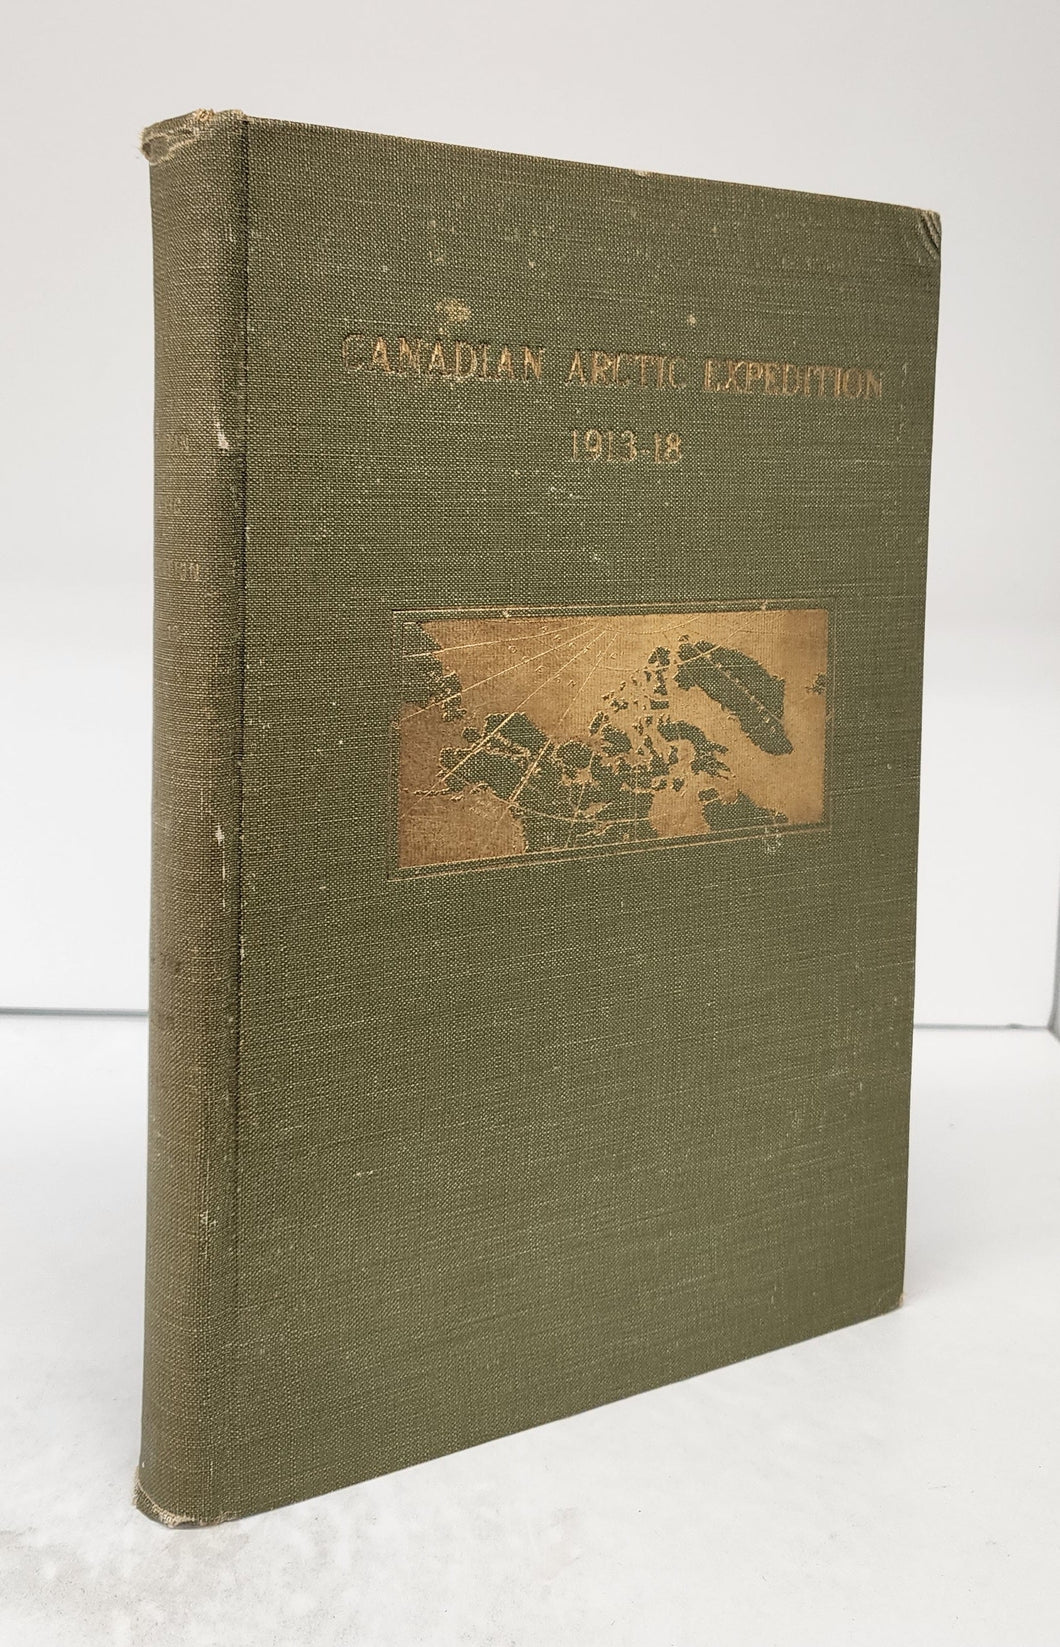 CANADIAN ARCTIC EXPEDITION
1913-18